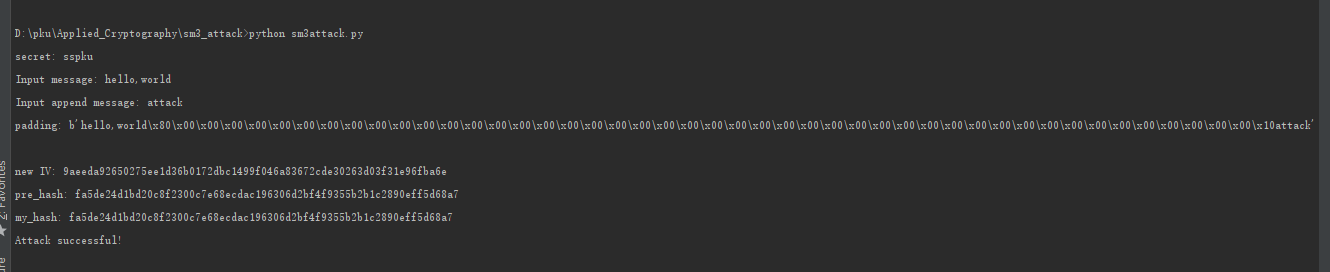 D:\pku\Applied_Cryptography\sm3_attack>python sm3attack.py
secret: sspku
Input message: hello,world
Input append message: attack
padding: b'hello,world\x80\x00\x00\x00\x00\x00\x00\x00\x00\x00\x00\x00\x00\x00\x00\x00\x00\x00\x00\x00\x00\x00\x00\x00\x00\x00\x00\x00\x00\x00\x00\x00\x00\x00\x00\x00\x00\x00\x00\x00\x00\x00\x00\x00\x00\x00\x10attack'
new IV: 9aeeda92650275ee1d36b0172dbc1499f046a83672cde30263d03f31e96fba6e
pre_hash: fa5de24d1bd20c8f2300c7e68ecdac196306d2bf4f9355b2b1c2890eff5d68a7
my_hash: fa5de24d1bd20c8f2300c7e68ecdac196306d2bf4f9355b2b1c2890eff5d68a7
Attack successful!
2: Favorites